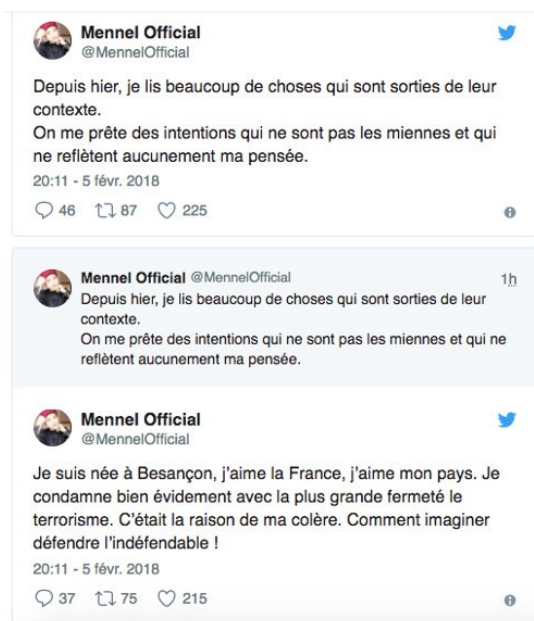 Mennel Official
@MennelOfficial
Depuis hier, je lis beaucoup de choses qui sont sorties de leur
contexte.
On me prête des intentions qui ne sont pas les miennes et qui
ne reflètent aucunement ma pensée.
20:11 - 5 févr. 2018
46 87 225
Mennel Official @MennelOfficial 1h
Depuis hier, je lis beaucoup de choses qui sont sorties de leur
contexte.
On me prête des intentions qui ne sont pas les miennes et qui ne
reflètent aucunement ma pensée.
Mennel Official
@MennelOfficial
Je suis née à Besançon, j'aime la France, j'aime mon pays. Je
condamne bien évidement avec la plus grande fermeté le
terrorisme. C'était la raison de ma colère. Comment imaginer
défendre l'indéfendable !
20:11 - 5 févr. 2018
37 75 215